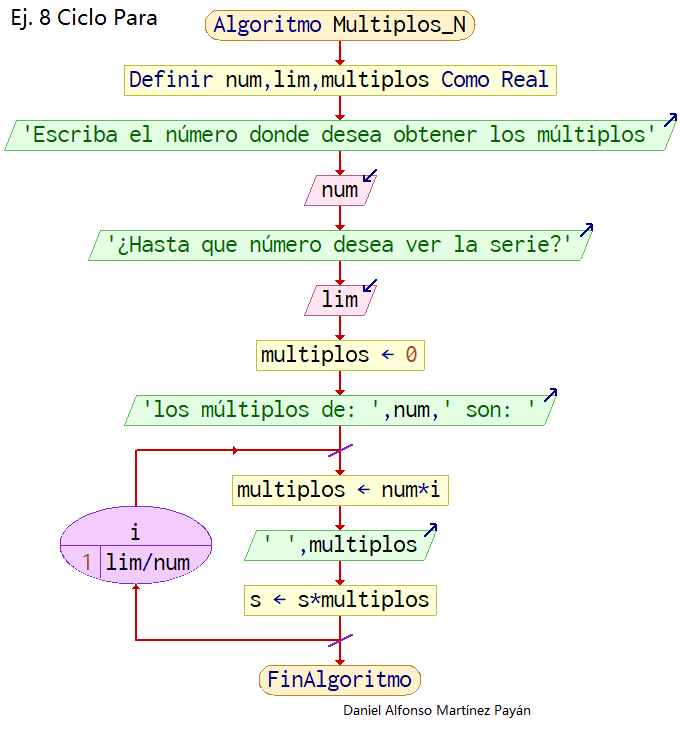 Ej. 8 Ciclo Para
Algoritmo Multiplos_N
Definir num,lim,multiplos Como Real
'Escriba el número donde desea obtener los múltiplos'
num
'¿Hasta que número desea ver la serie?'
lim
multiplos ← 0
'los múltiplos de: ',num,' son: '
multiplos ← num*i
i
1 lim/num
' ',multiplos
s ← s*multiplos
FinAlgoritmo
Daniel Alfonso Martínez Payán